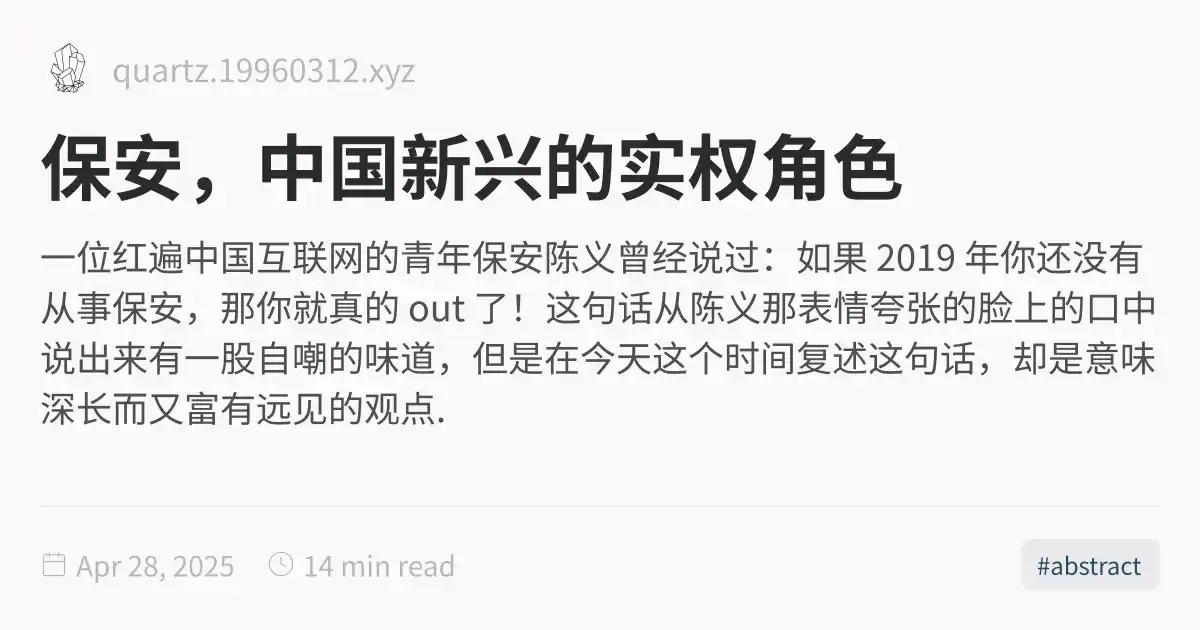 quartz.19960312.xyz
保安，中国新兴的实权角色
一位红遍中国互联网的青年保安陈义曾经说过：如果 2019 年你还没有
从事保安，那你就真的 out 了！这句话从陈义那表情夸张的脸上的口中
说出来有一股自嘲的味道，但是在今天这个时间复述这句话，却是意味
深长而又富有远见的观点.
Apr 28, 2025 14 min read
#abstract